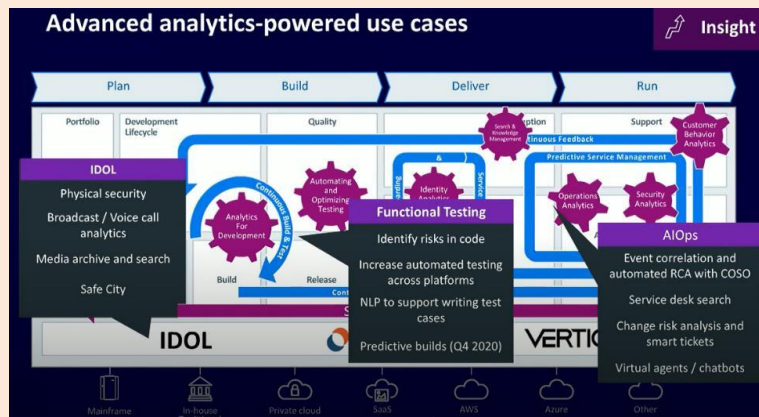 Advanced analytics-powered use cases
Insight
Plan
Build
Deliver
Run
Portfolio
Development
Lifecycle
Quality
Support
Search &
Knowledge
Management
Continuous Feedback
Customer
Behavior
Analytics
Predictive Service Management
IDOL
Physical security
Broadcast / Voice call
analytics
Media archive and search
Safe City
Continuous Build & Test
Analytics
For
Development
Automating
and
Optimizing
Testing
&
Service
Identity
Analytics
Operations
Analytics
Security
Analytics
Functional Testing
Identify risks in code
Increase automated testing
across platforms
NLP to support writing test
cases
Predictive builds (Q4 2020)
AIOps
Event correlation and
automated RCA with COSO
Service desk search
Change risk analysis and
smart tickets
Virtual agents / chatbots
Build
Release
IDOL
Mainframe
In-house
Private cloud
SaaS
AWS
Azure
Other